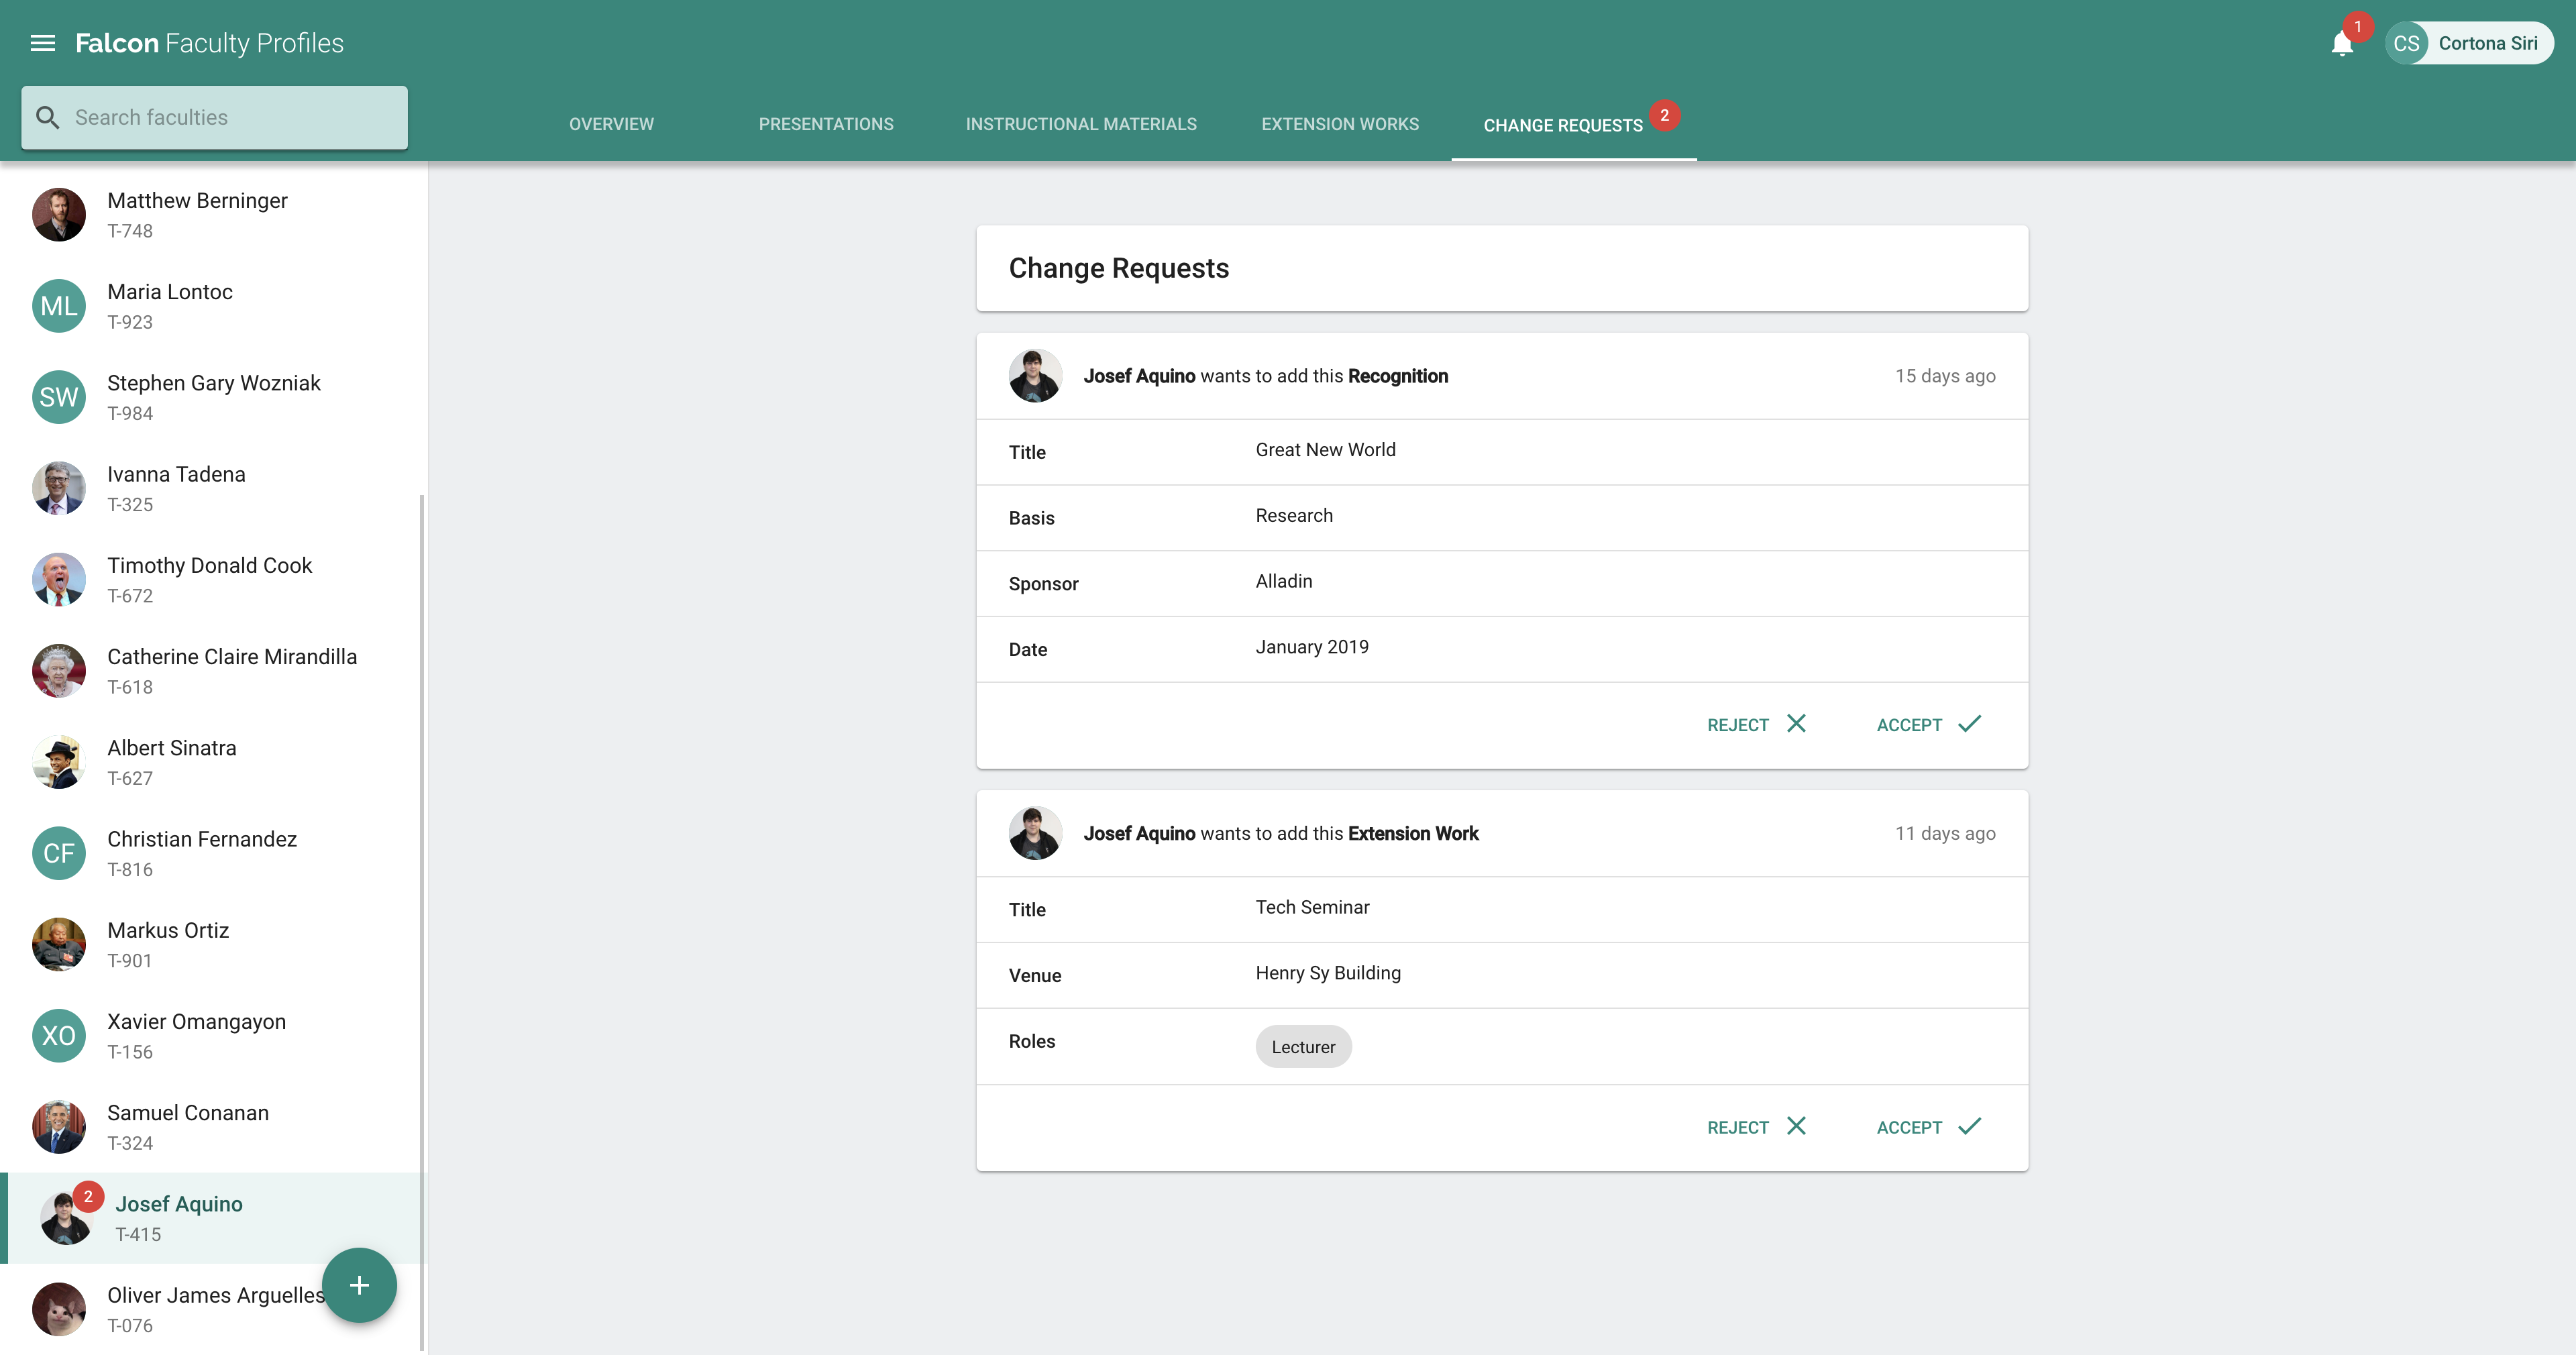 Falcon Faculty Profiles
1
CS Cortona Siri
Search faculties
OVERVIEW
PRESENTATIONS
INSTRUCTIONAL MATERIALS
EXTENSION WORKS
CHANGE REQUESTS 2
Matthew Berninger
T-748
ML
Maria Lontoc
T-923
SW
Stephen Gary Wozniak
T-984
Ivanna Tadena
T-325
Timothy Donald Cook
T-672
Catherine Claire Mirandilla
T-618
Albert Sinatra
T-627
CF
Christian Fernandez
T-816
Markus Ortiz
T-901
XO
Xavier Omangayon
T-156
Samuel Conanan
T-324
2
Josef Aquino
T-415
Oliver James Arguelles
T-076
+
Change Requests
Josef Aquino wants to add this Recognition 15 days ago
Title Great New World
Basis Research
Sponsor Alladin
Date January 2019
REJECT ACCEPT
Josef Aquino wants to add this Extension Work 11 days ago
Title Tech Seminar
Venue Henry Sy Building
Roles Lecturer
REJECT ACCEPT